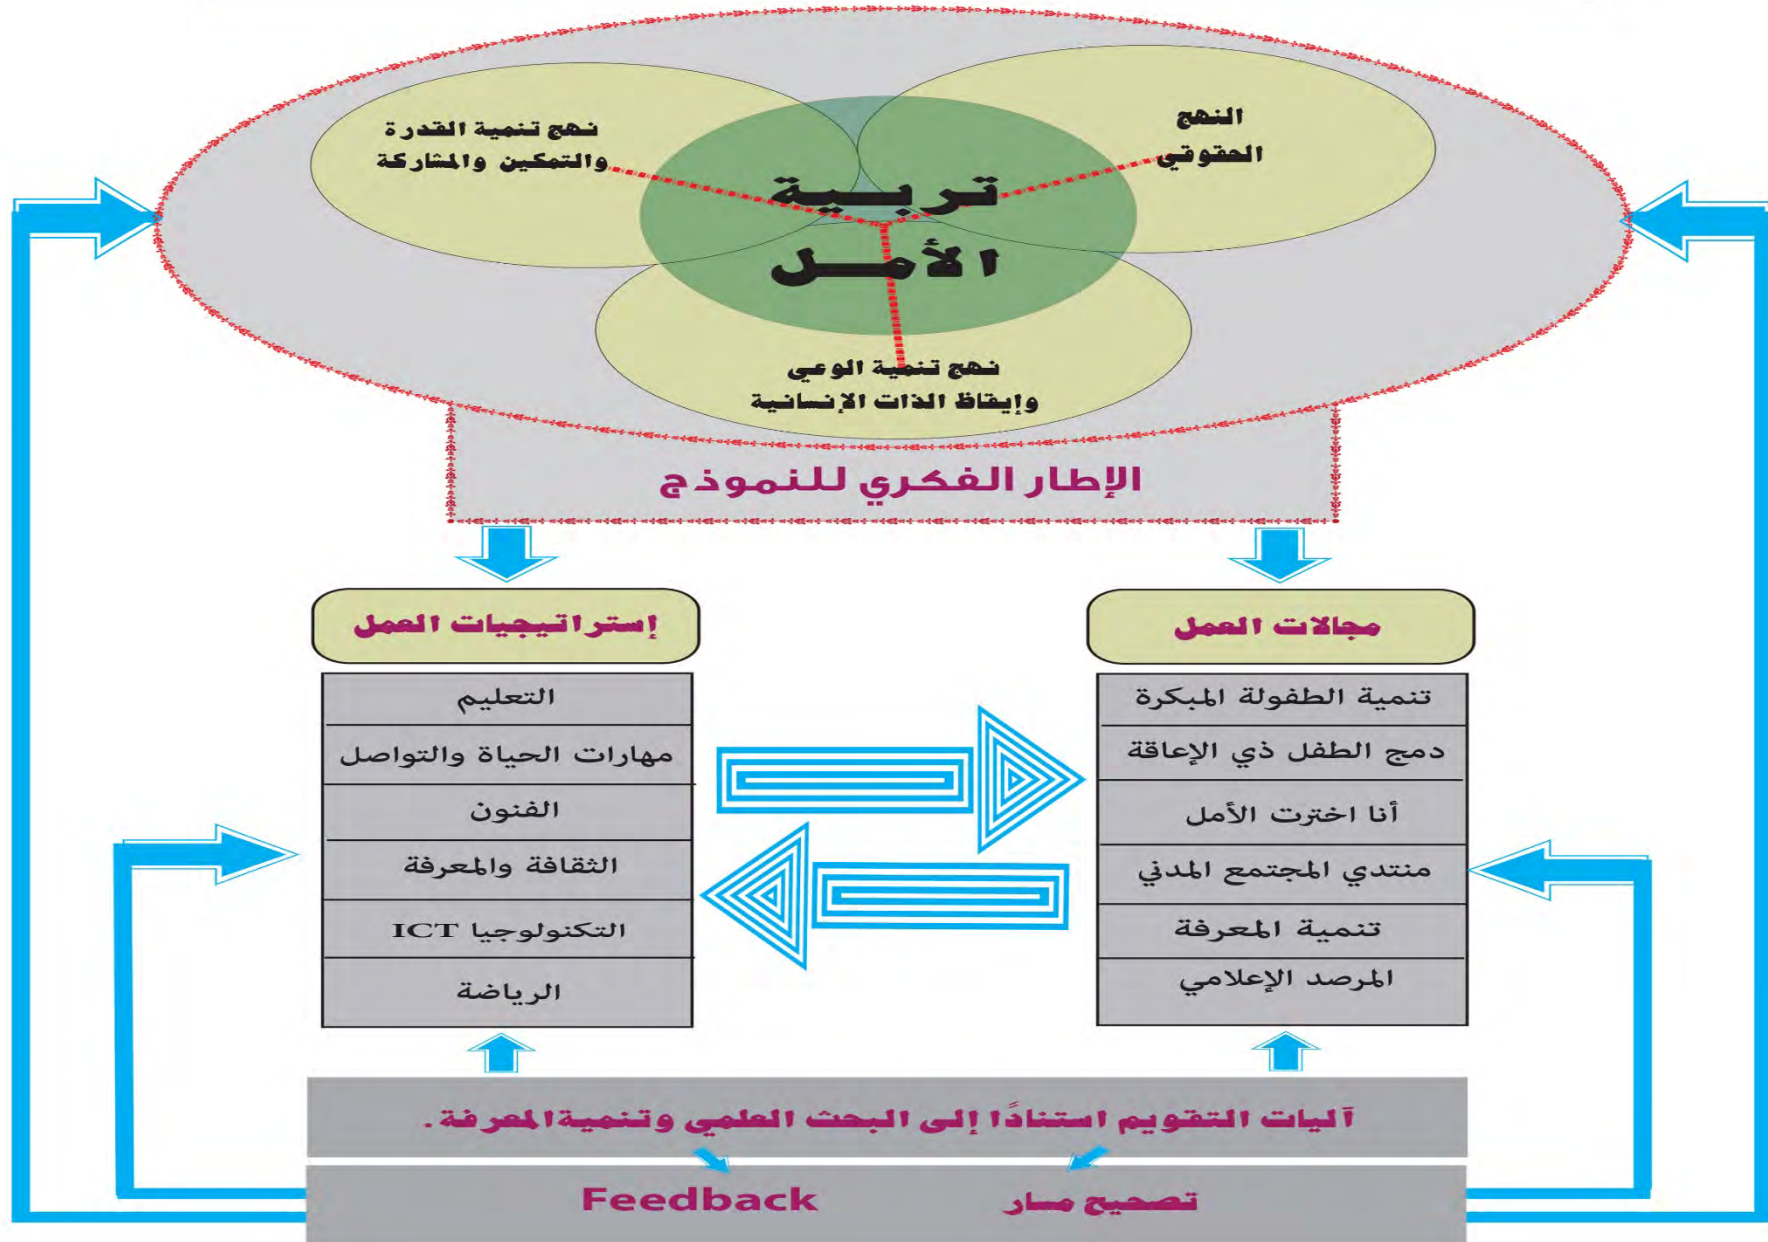 النهج
الحقوقي
نهج تنمية القدرة
والتمكين والمشاركة
تربية
الأمل
نهج تنمية الوعي
وإيقاظ الذات الإنسانية
الإطار الفكري للنموذج
مجالات العمل
تنمية الطفولة المبكرة
دمج الطفل ذي الإعاقة
أنا اخترت الأمل
منتدي المجتمع المدني
تنمية المعرفة
المرصد الإعلامي
إستراتيجيات العمل
التعليم
مهارات الحياة والتواصل
الفنون
الثقافة والمعرفة
التكنولوجيا ICT
الرياضة
آليات التقويم استنادًا إلى البحث العلمي وتنمية المعرفة.
تصحيح مسار Feedback